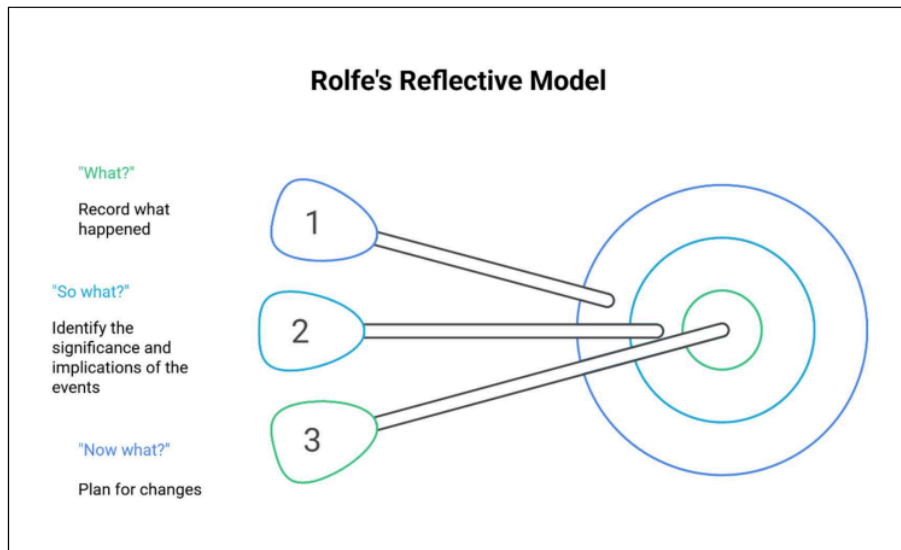 Rolfe's Reflective Model
"What?"
Record what
happened
1
"So what?"
Identify the
significance and
implications of the
events
2
"Now what?"
Plan for changes
3